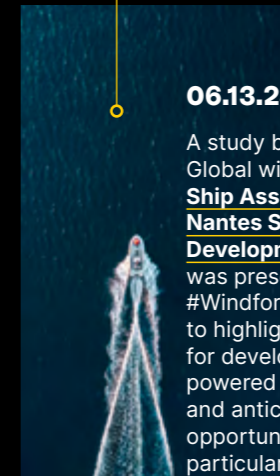 06.13.2
A study b
Global wi
Ship Ass
Nantes S
Developm
was pres
#Windfor
to highlig
for develo
powered
and antic
opportun
particular